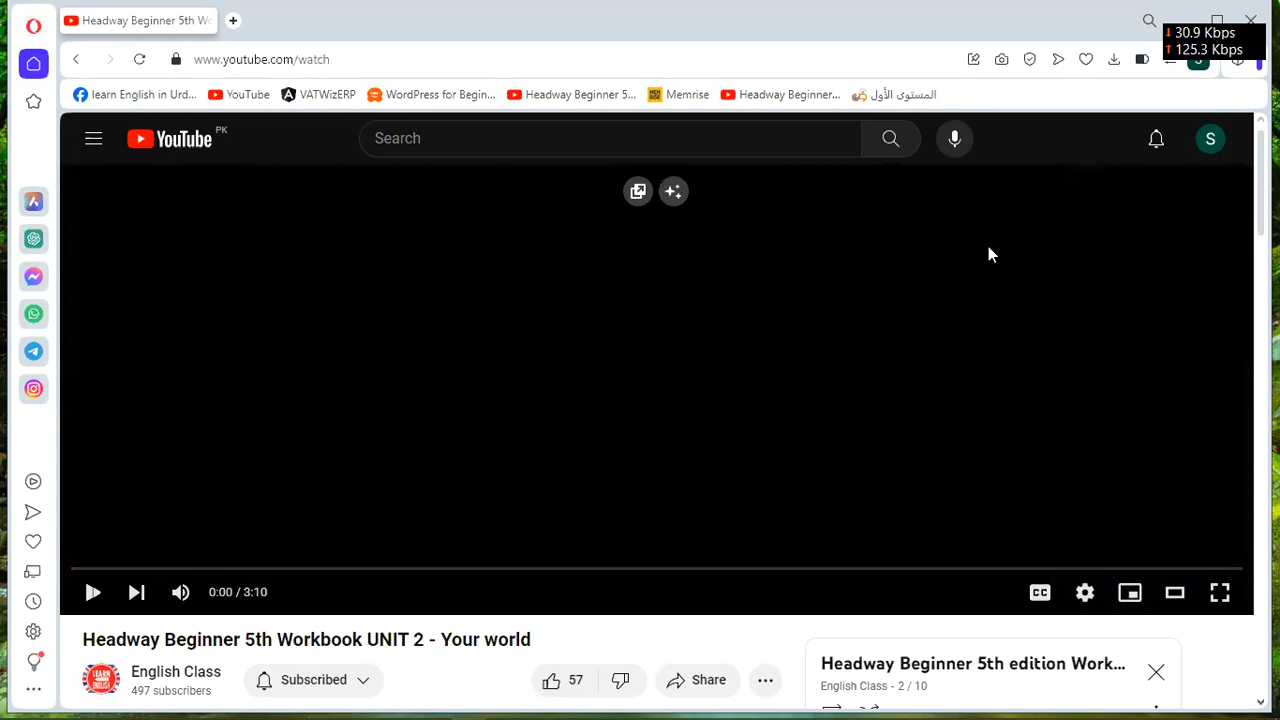 Headway Beginner 5th Wo
30.9 Kbps
125.3 Kbps
www.youtube.com/watch
learn English in Urd...
YouTube
VATWizERP
WordPress for Begin...
Headway Beginner 5...
Memrise
Headway Beginner...
المستوى الأول
YouTube PK
Search
S
0:00 / 3:10
CC
Headway Beginner 5th Workbook UNIT 2 - Your world
English Class
497 subscribers
Subscribed
57
Share
Headway Beginner 5th edition Work...
English Class - 2 / 10